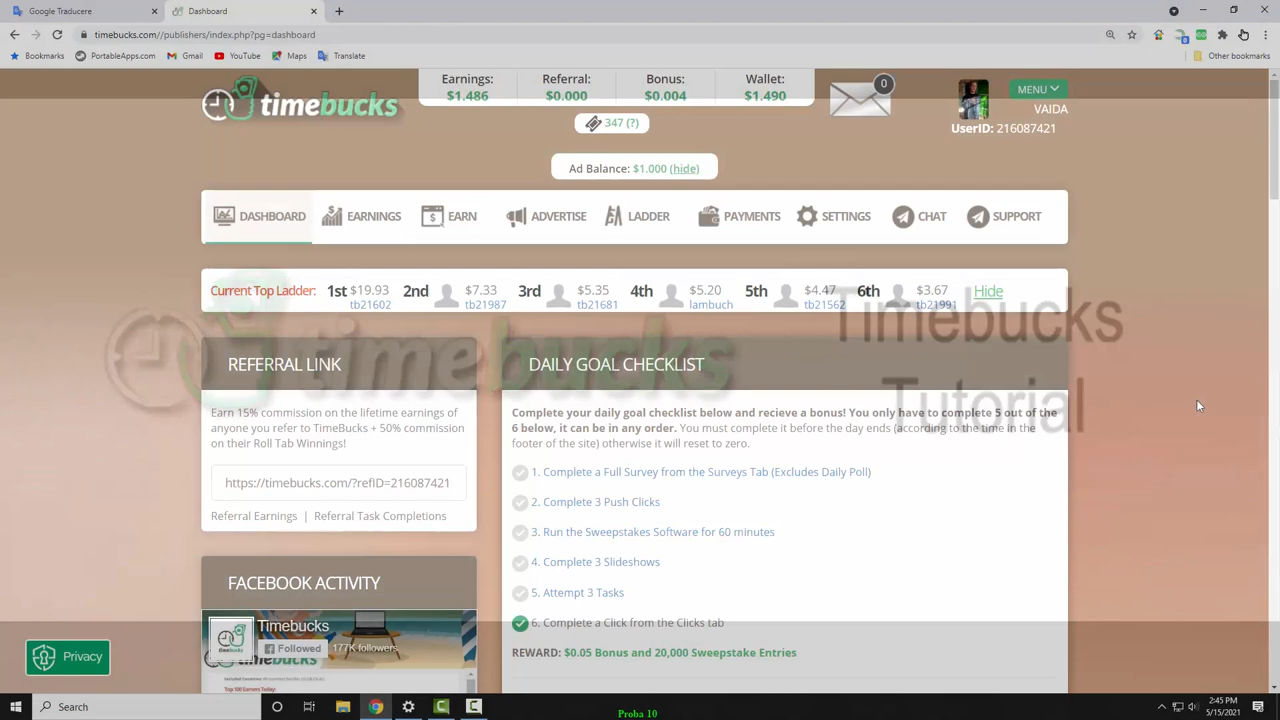 Google Traducere
timebucks.com/publishers/index.php?pg=dashboard
Bookmarks
PortableApps.com
Gmail
YouTube
Maps
Translate
Other bookmarks
timebucks
Earnings: $1.486
Referral: $0.000
Bonus: $0.004
Wallet: $1.490
347 (?)
0
MENU
VAIDA
UserID: 216087421
Ad Balance: $1.000 (hide)
DASHBOARD
EARNINGS
EARN
ADVERTISE
LADDER
PAYMENTS
SETTINGS
CHAT
SUPPORT
Current Top Ladder:
1st $19.93 tb21602
2nd $7.33 tb21987
3rd $5.35 tb21681
4th $5.20 lambuch
5th $4.47 tb21562
6th $3.67 tb21991
Hide
timebucks
Timebucks
Tutorial
REFERRAL LINK
Earn 15% commission on the lifetime earnings of
anyone you refer to TimeBucks + 50% commission
on their Roll Tab Winnings!
https://timebucks.com/?refID=216087421
Referral Earnings | Referral Task Completions
DAILY GOAL CHECKLIST
Complete your daily goal checklist below and recieve a bonus! You only have to complete 5 out of the
6 below, it can be in any order. You must complete it before the day ends (according to the time in the
footer of the site) otherwise it will reset to zero.
1. Complete a Full Survey from the Surveys Tab (Excludes Daily Poll)
2. Complete 3 Push Clicks
3. Run the Sweepstakes Software for 60 minutes
4. Complete 3 Slideshows
5. Attempt 3 Tasks
6. Complete a Click from the Clicks tab
REWARD: $0.05 Bonus and 20,000 Sweepstake Entries
FACEBOOK ACTIVITY
Timebucks
Followed
177K followers
timebucks
Top 100 Earners Today:
Privacy
Search
Proba 10
2:45 PM
5/15/2021